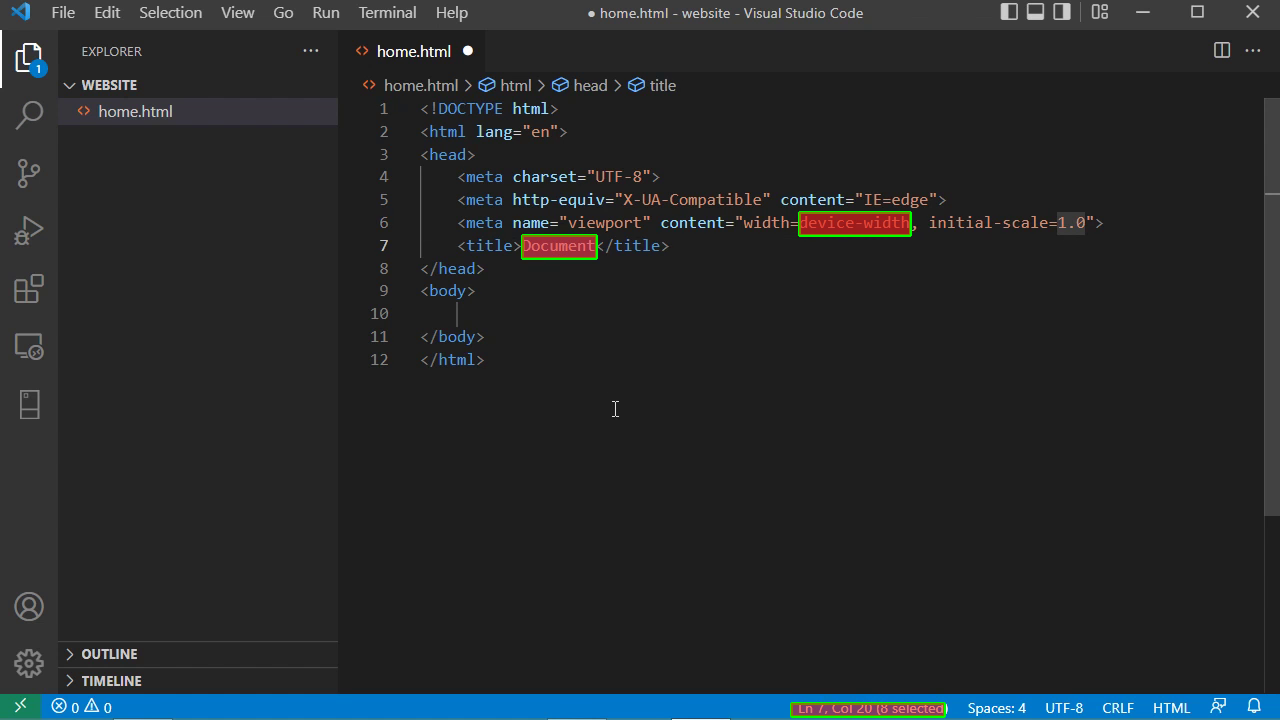 File Edit Selection View Go Run Terminal Help ● home.html - website - Visual Studio Code
EXPLORER ···
home.html ●
1
WEBSITE
home.html > html > head > title
home.html
1 <!DOCTYPE html>
2 <html lang="en">
3 <head>
4 <meta charset="UTF-8">
5 <meta http-equiv="X-UA-Compatible" content="IE=edge">
6 <meta name="viewport" content="width=device-width, initial-scale=1.0">
7 <title>Document</title>
8 </head>
9 <body>
10
11 </body>
12 </html>
OUTLINE
TIMELINE
0 0 Ln 7, Col 20 (8 selected) Spaces: 4 UTF-8 CRLF HTML